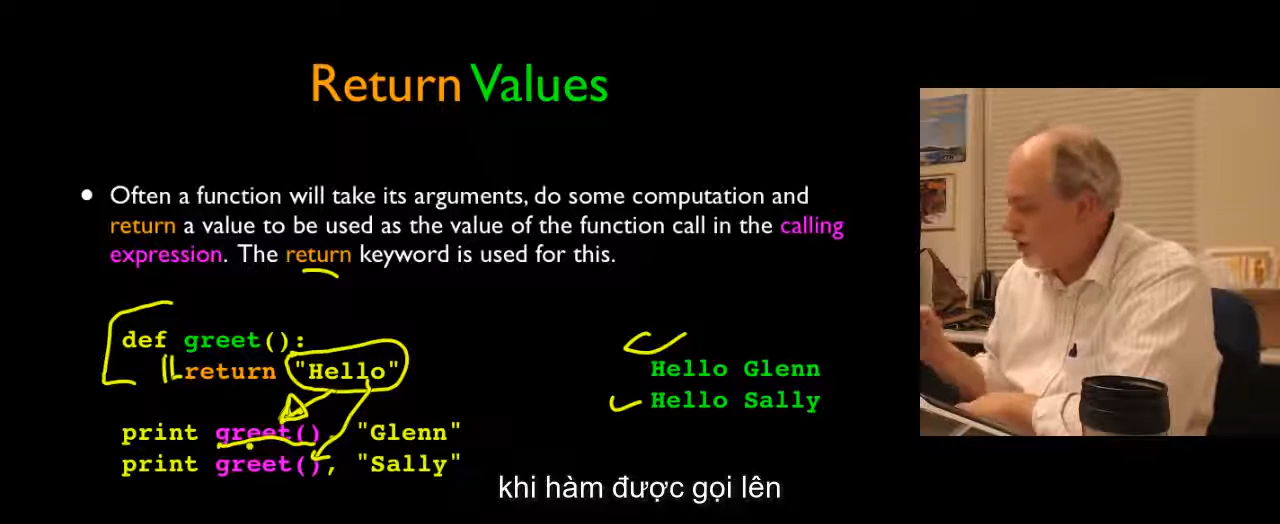 Return Values
Often a function will take its arguments, do some computation and
return a value to be used as the value of the function call in the calling
expression. The return keyword is used for this.
def greet():
return "Hello"
print greet(), "Glenn"
print greet(), "Sally"
Hello Glenn
Hello Sally
khi hàm được gọi lên